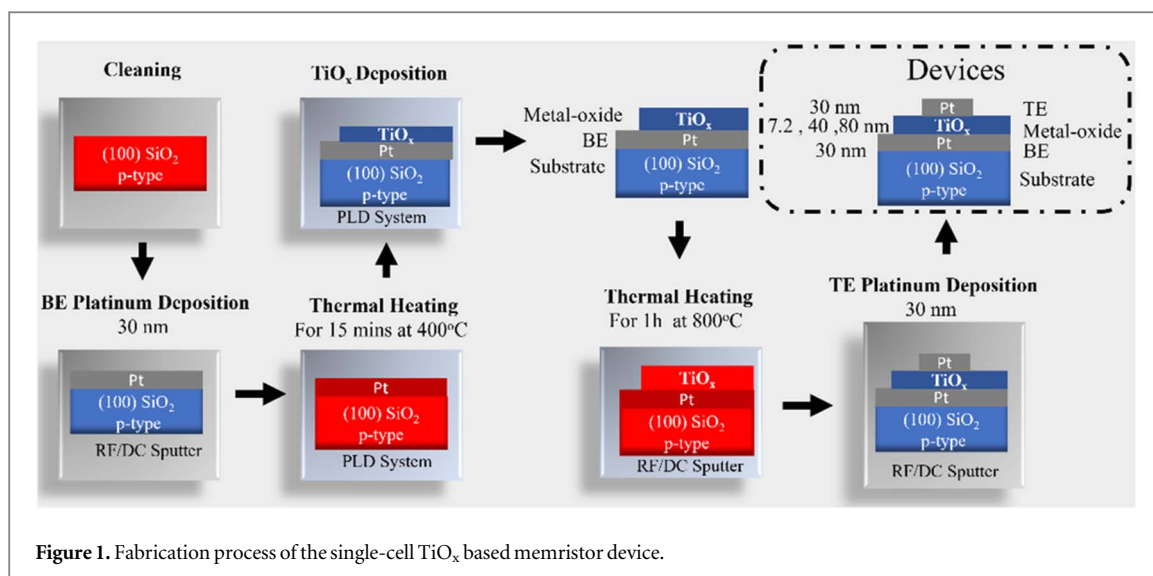 Cleaning
(100) SiO₂
p-type
BE Platinum Deposition
30 nm
Pt
(100) SiO₂
p-type
RF/DC Sputter
Thermal Heating
For 15 mins at 400°C
Pt
(100) SiO₂
p-type
PLD System
TiOₓ Deposition
TiOₓ
Pt
(100) SiO₂
p-type
PLD System
Metal-oxide
BE
Substrate
TiOₓ
Pt
(100) SiO₂
p-type
Thermal Heating
For 1h at 800°C
TiOₓ
Pt
(100) SiO₂
p-type
RF/DC Sputter
TE Platinum Deposition
30 nm
Pt
TiOₓ
Pt
(100) SiO₂
p-type
RF/DC Sputter
Devices
30 nm Pt TE
7.2 , 40 ,80 nm TiOₓ Metal-oxide
30 nm Pt BE
(100) SiO₂
p-type
Substrate
Figure 1. Fabrication process of the single-cell TiOₓ based memristor device.